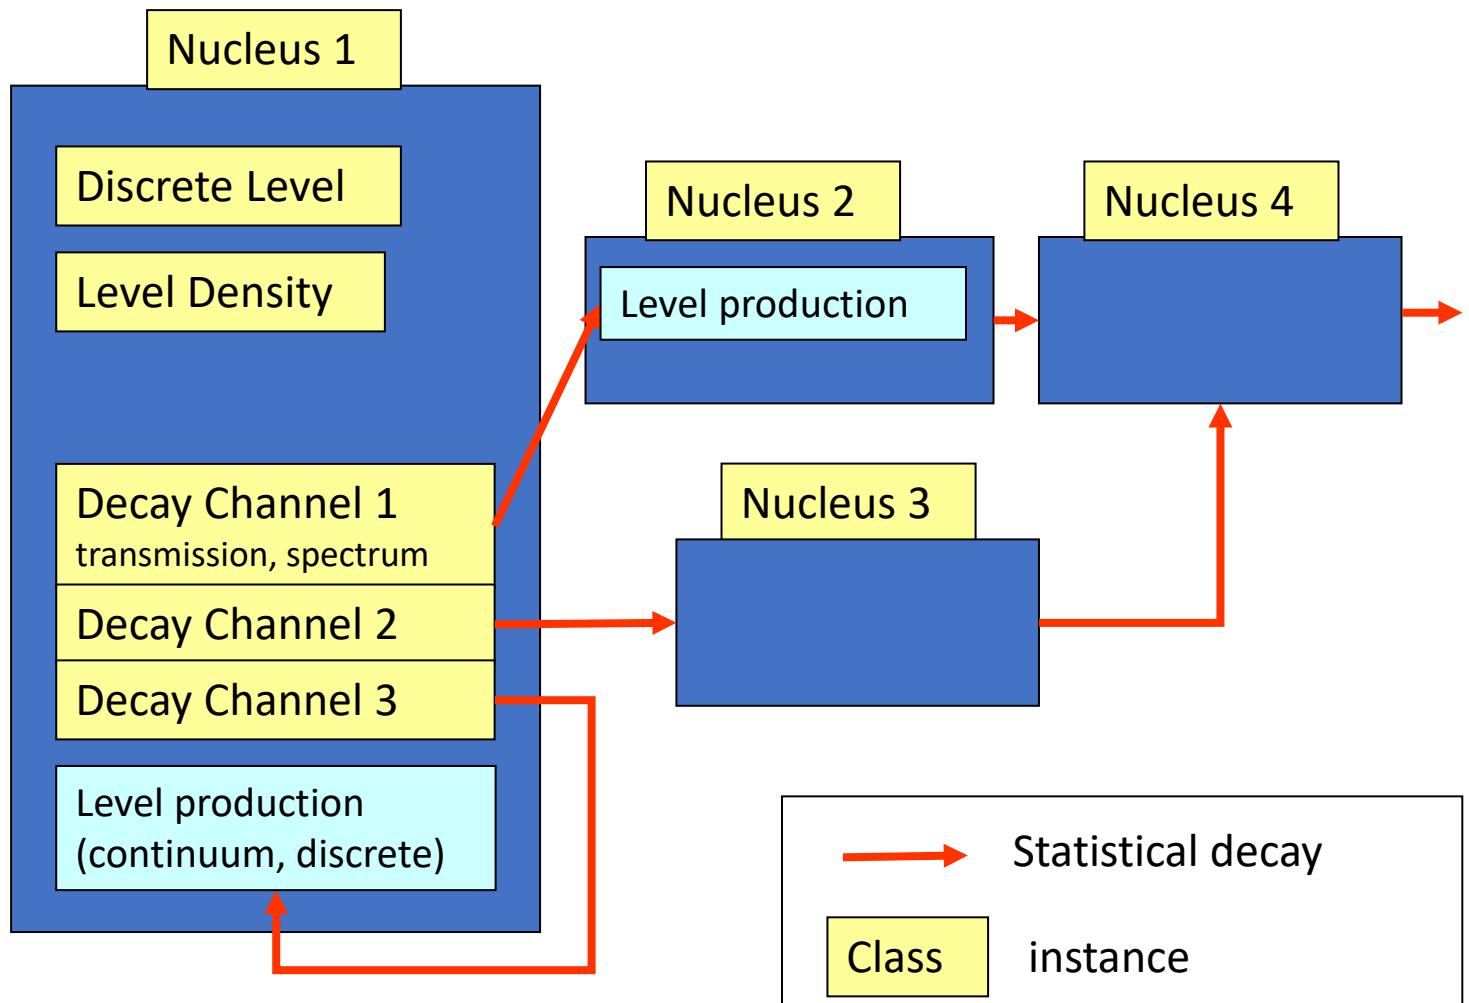 Nucleus 1
Discrete Level
Level Density
Decay Channel 1
transmission, spectrum
Decay Channel 2
Decay Channel 3
Level production
(continuum, discrete)
Nucleus 2
Level production
Nucleus 3
Nucleus 4
Statistical decay
Class instance